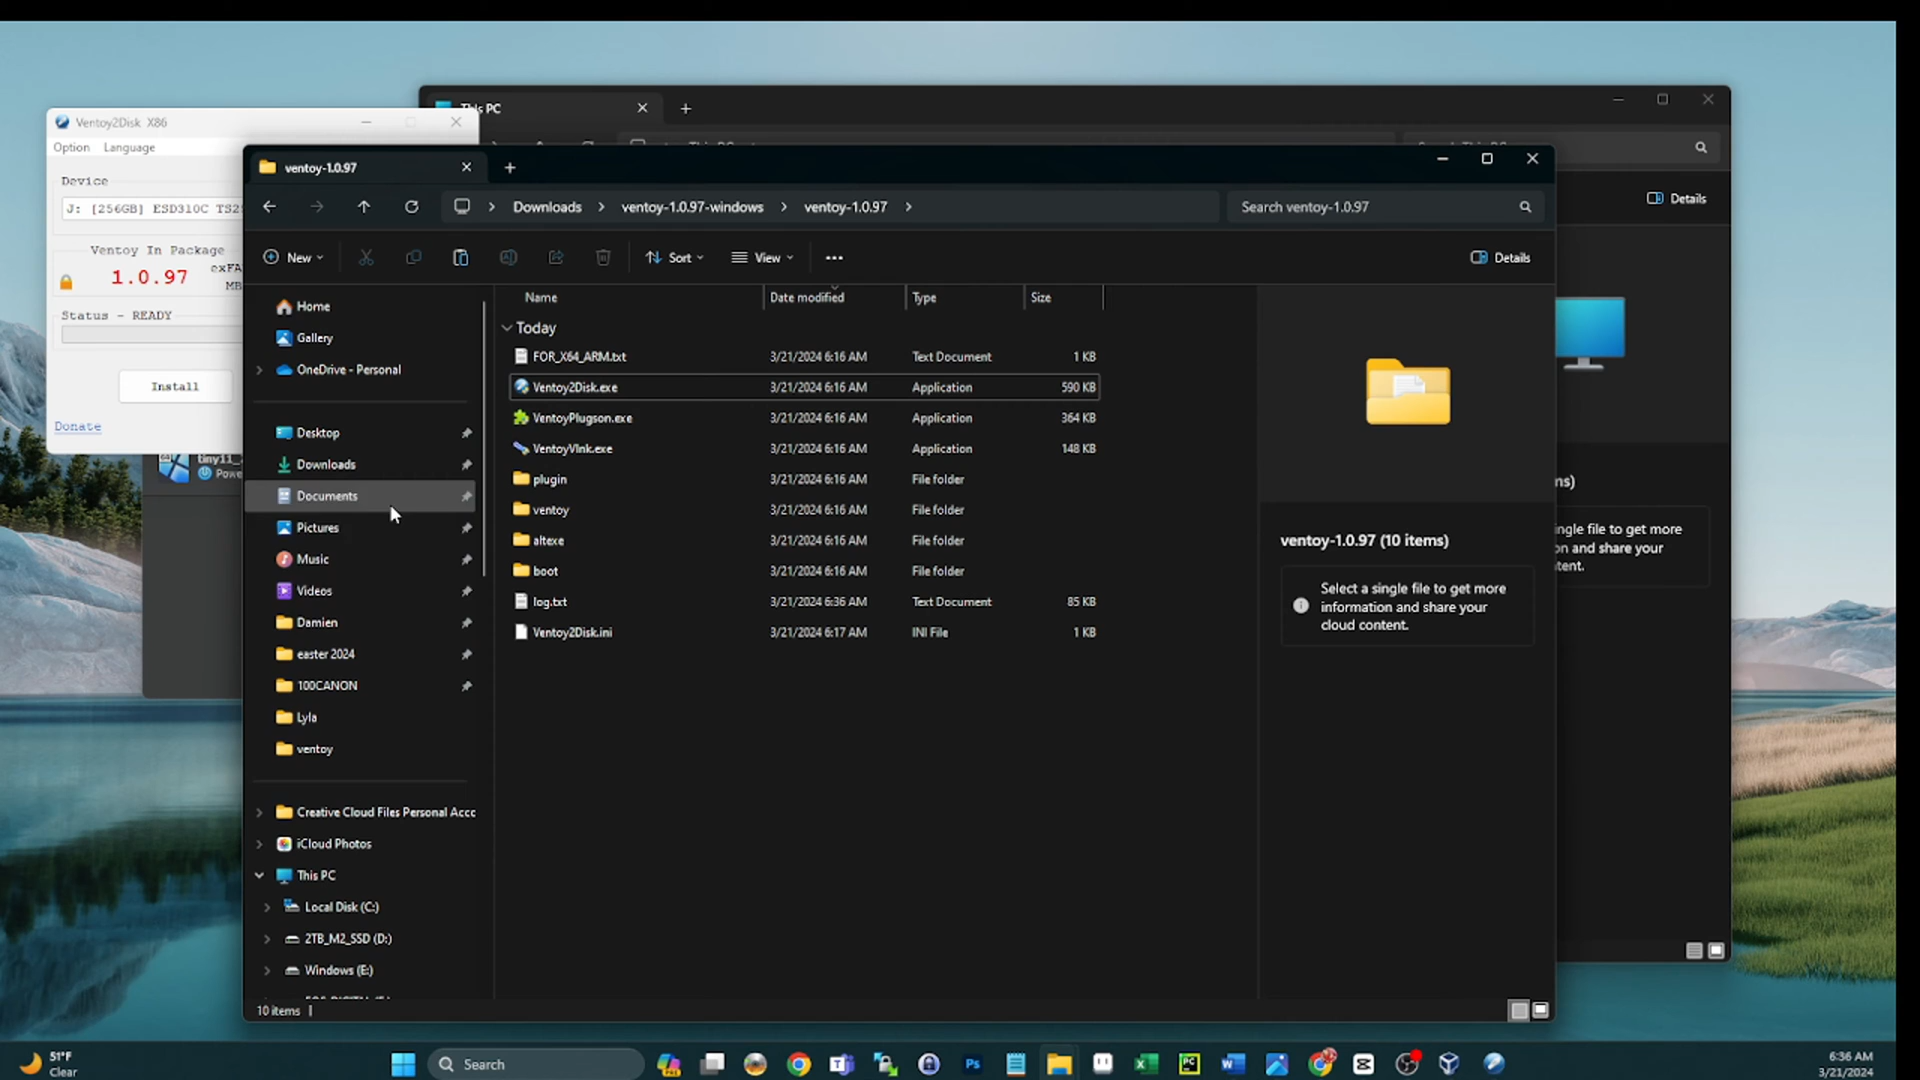 This PC
Ventoy2Disk X86
Option Language
Device
J: [256GB] ESD310C
Ventoy In Package
1.0.97
Status - READY
Install
Donate
ventoy-1.0.97
Downloads > ventoy-1.0.97-windows > ventoy-1.0.97 >
Search ventoy-1.0.97
New Sort View ••• Details
Details
Home
Gallery
OneDrive - Personal
Desktop
Downloads
Documents
Pictures
Music
Videos
Damien
easter 2024
100CANON
Lyla
ventoy
Creative Cloud Files Personal Acc
iCloud Photos
This PC
Local Disk (C:)
2TB_M2_SSD (D:)
Windows (E:)
Name Date modified Type Size
Today
FOR_X64_ARM.txt 3/21/2024 6:16 AM Text Document 1 KB
Ventoy2Disk.exe 3/21/2024 6:16 AM Application 590 KB
VentoyPlugson.exe 3/21/2024 6:16 AM Application 364 KB
VentoyVlnk.exe 3/21/2024 6:16 AM Application 148 KB
plugin 3/21/2024 6:16 AM File folder
ventoy 3/21/2024 6:16 AM File folder
altexe 3/21/2024 6:16 AM File folder
boot 3/21/2024 6:16 AM File folder
log.txt 3/21/2024 6:36 AM Text Document 85 KB
Ventoy2Disk.ini 3/21/2024 6:17 AM INI File 1 KB
ventoy-1.0.97 (10 items)
Select a single file to get more
information and share your
cloud content.
ms)
ingle file to get more
on and share your
tent.
10 items
51°F
Clear
Search
6:36 AM
3/21/2024